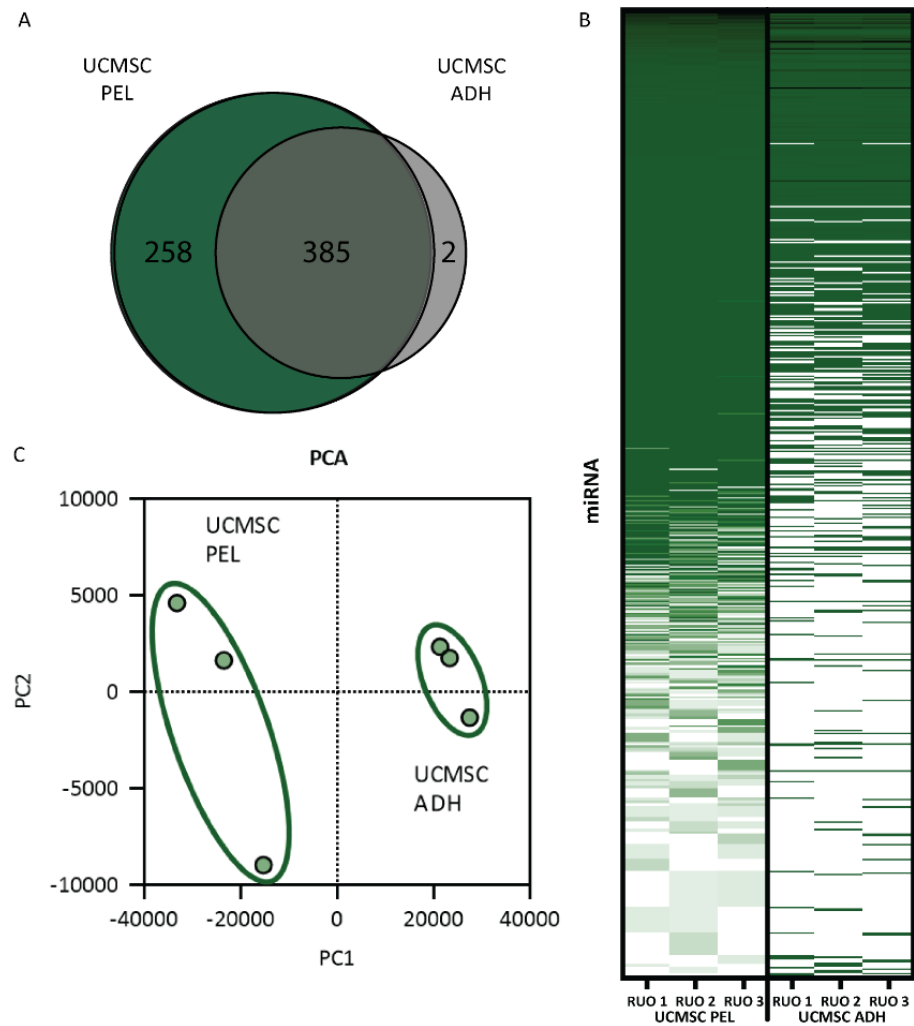 A
UCMSC
PEL
UCMSC
ADH
258
385
2
B
miRNA
RUO 1
RUO 2
RUO 3
RUO 1
RUO 2
RUO 3
UCMSC PEL
UCMSC ADH
C
PCA
10000
5000
0
-5000
-10000
PC2
UCMSC
PEL
UCMSC
ADH
-40000
-20000
0
20000
40000
PC1